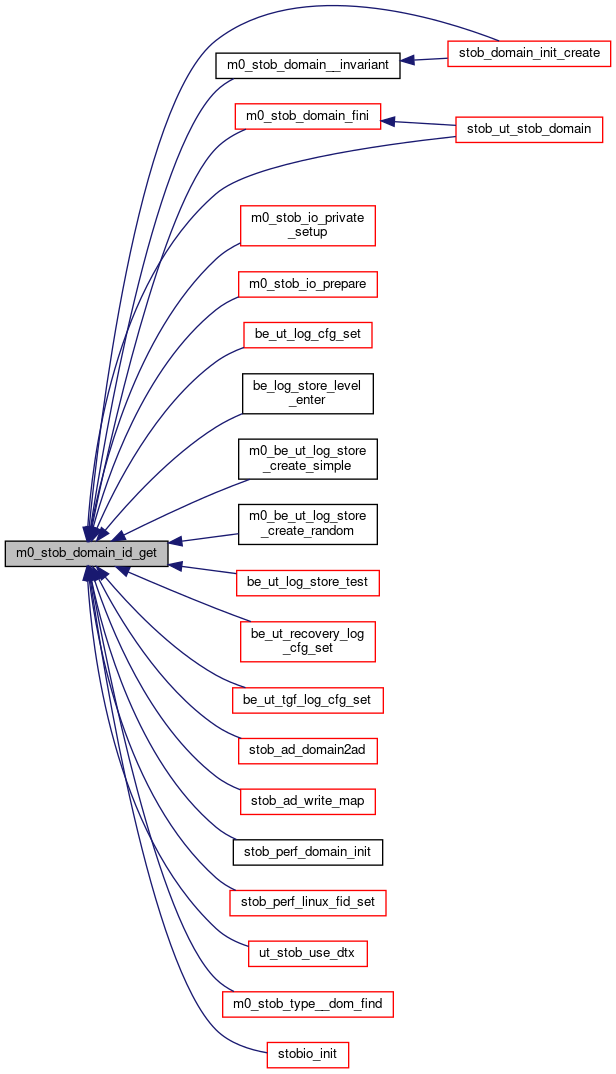 stob_domain_init_create
m0_stob_domain__invariant
m0_stob_domain_fini
stob_ut_stob_domain
m0_stob_io_private
_setup
m0_stob_io_prepare
be_ut_log_cfg_set
be_log_store_level
_enter
m0_be_ut_log_store
_create_simple
m0_be_ut_log_store
_create_random
m0_stob_domain_id_get
be_ut_log_store_test
be_ut_recovery_log
_cfg_set
be_ut_tgf_log_cfg_set
stob_ad_domain2ad
stob_ad_write_map
stob_perf_domain_init
stob_perf_linux_fid_set
ut_stob_use_dtx
m0_stob_type__dom_find
stobio_init